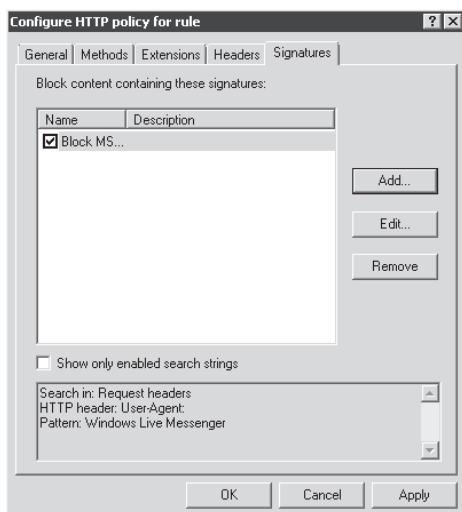 Configure HTTP policy for rule
General Methods Extensions Headers Signatures
Block content containing these signatures:
Name Description
Block MS...
Add...
Edit...
Remove
Show only enabled search strings
Search in: Request headers
HTTP header: User-Agent:
Pattern: Windows Live Messenger
OK Cancel Apply